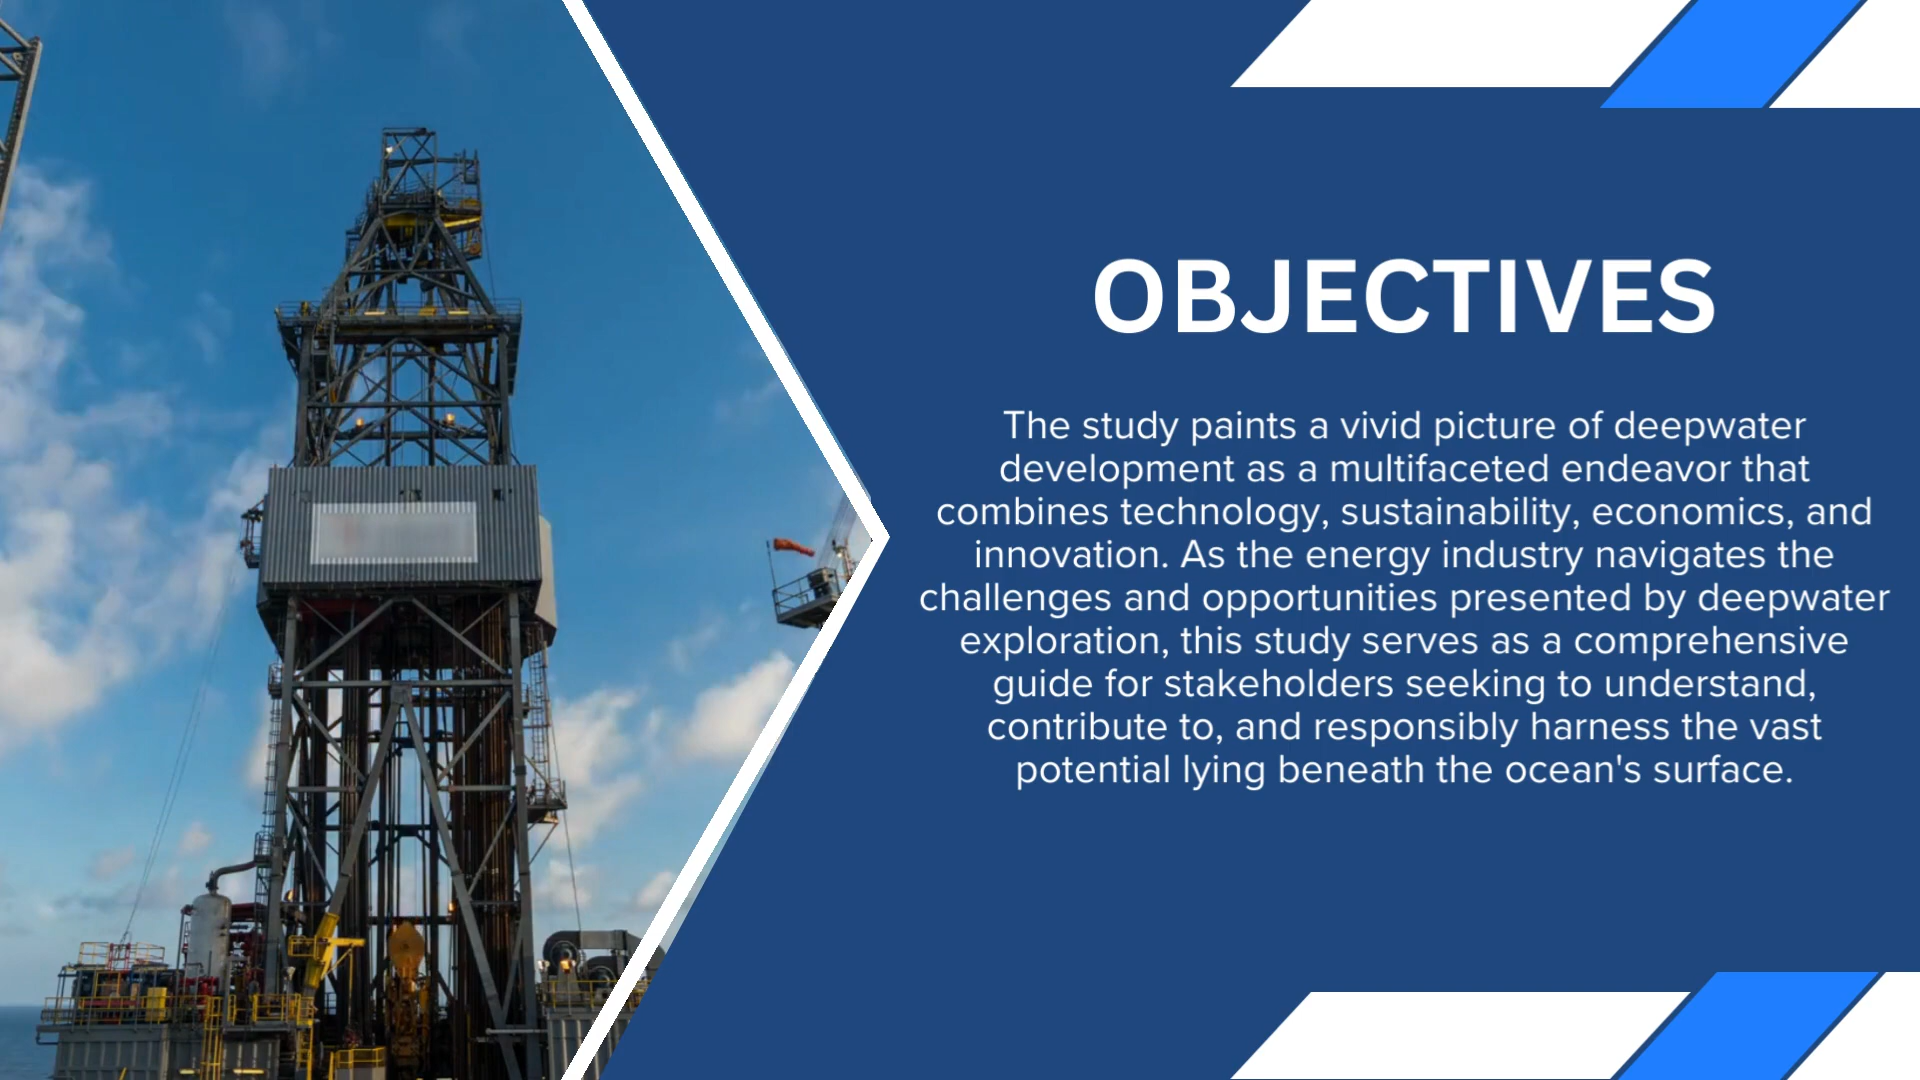 OBJECTIVES
The study paints a vivid picture of deepwater
development as a multifaceted endeavor that
combines technology, sustainability, economics, and
innovation. As the energy industry navigates the
challenges and opportunities presented by deepwater
exploration, this study serves as a comprehensive
guide for stakeholders seeking to understand,
contribute to, and responsibly harness the vast
potential lying beneath the ocean's surface.